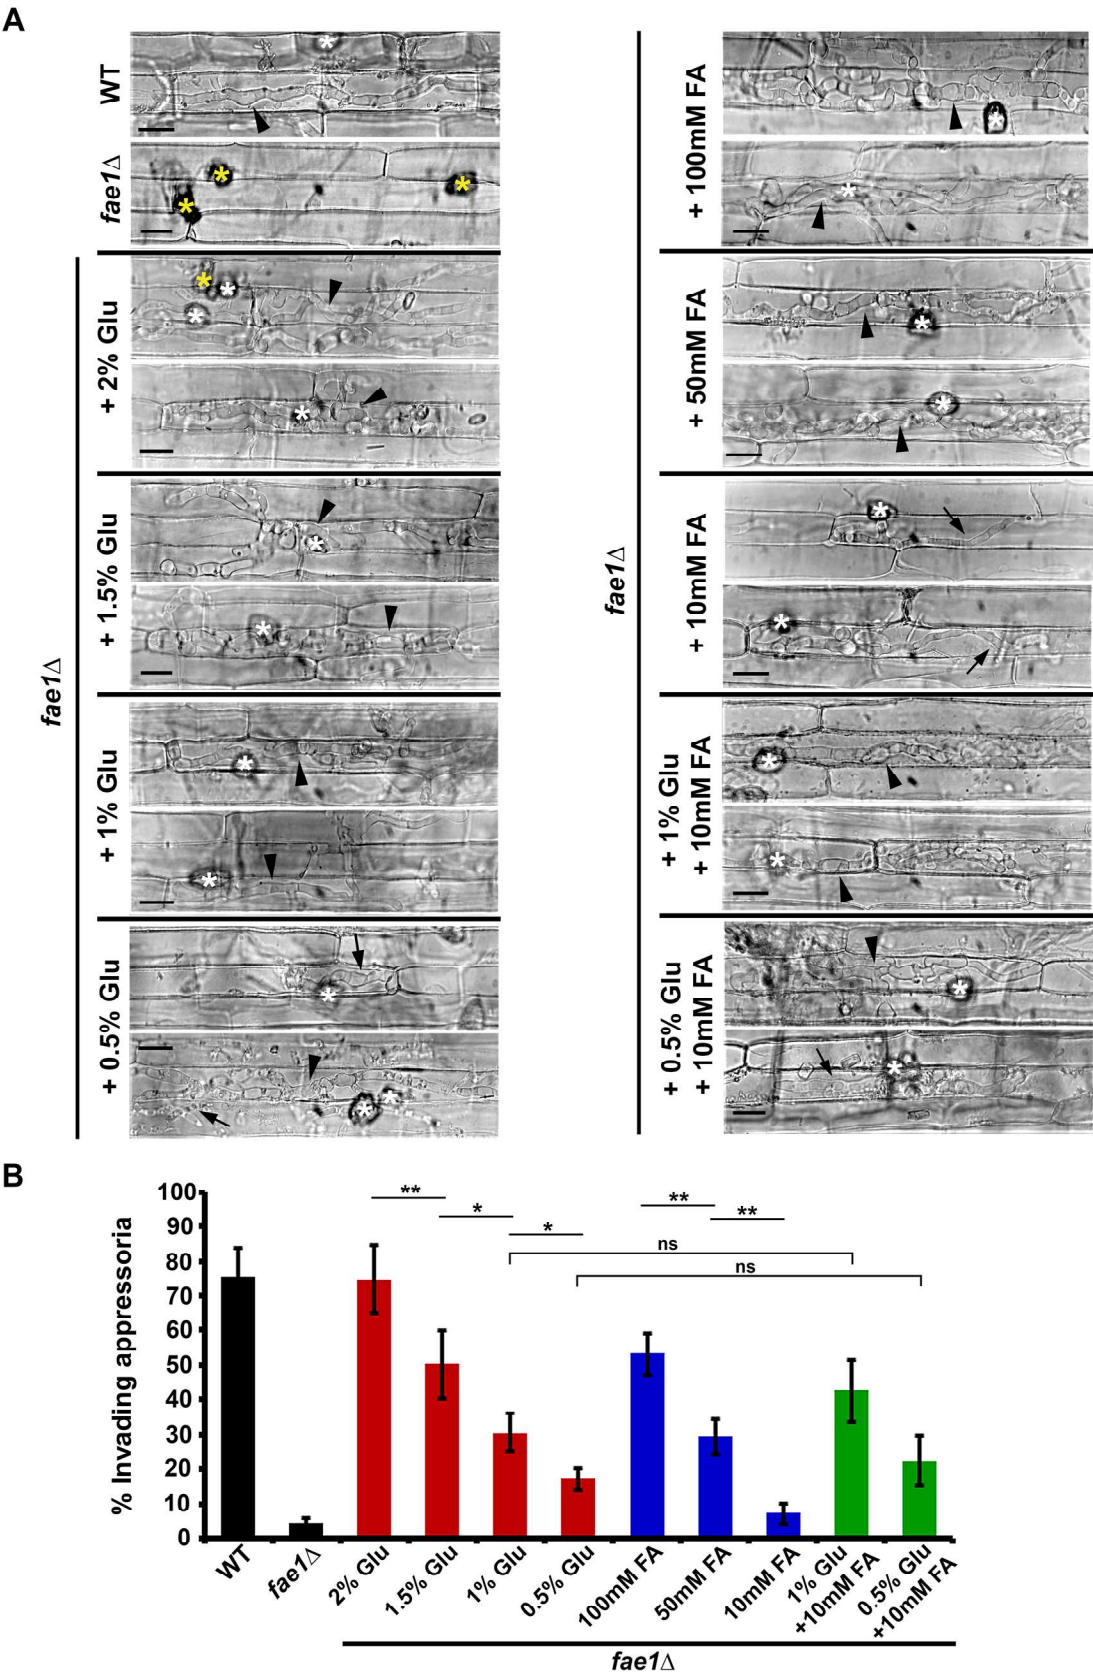 A
WT
fae1Δ
+ 2% Glu
+ 1.5% Glu
+ 1% Glu
+ 0.5% Glu
fae1Δ
+ 100mM FA
+ 50mM FA
+ 10mM FA
+ 1% Glu
+ 10mM FA
+ 0.5% Glu
+ 10mM FA
fae1Δ
B
% Invading appressoria
100
90
80
70
60
50
40
30
20
10
0
**
*
*
**
**
ns
ns
WT
fae1Δ
2% Glu
1.5% Glu
1% Glu
0.5% Glu
100mM FA
50mM FA
10mM FA
1% Glu
+10mM FA
0.5% Glu
+10mM FA
fae1Δ